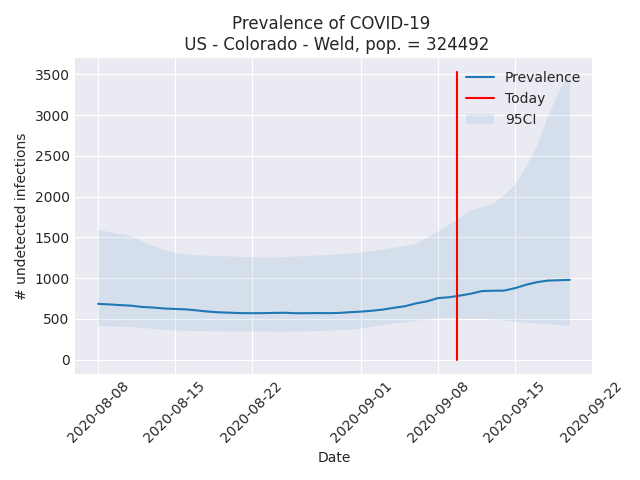 Prevalence of COVID-19
US - Colorado - Weld, pop. = 324492
Prevalence
Today
95CI
# undetected infections
3500
3000
2500
2000
1500
1000
500
0
2020-08-08
2020-08-15
2020-08-22
2020-09-01
2020-09-08
2020-09-15
2020-09-22
Date